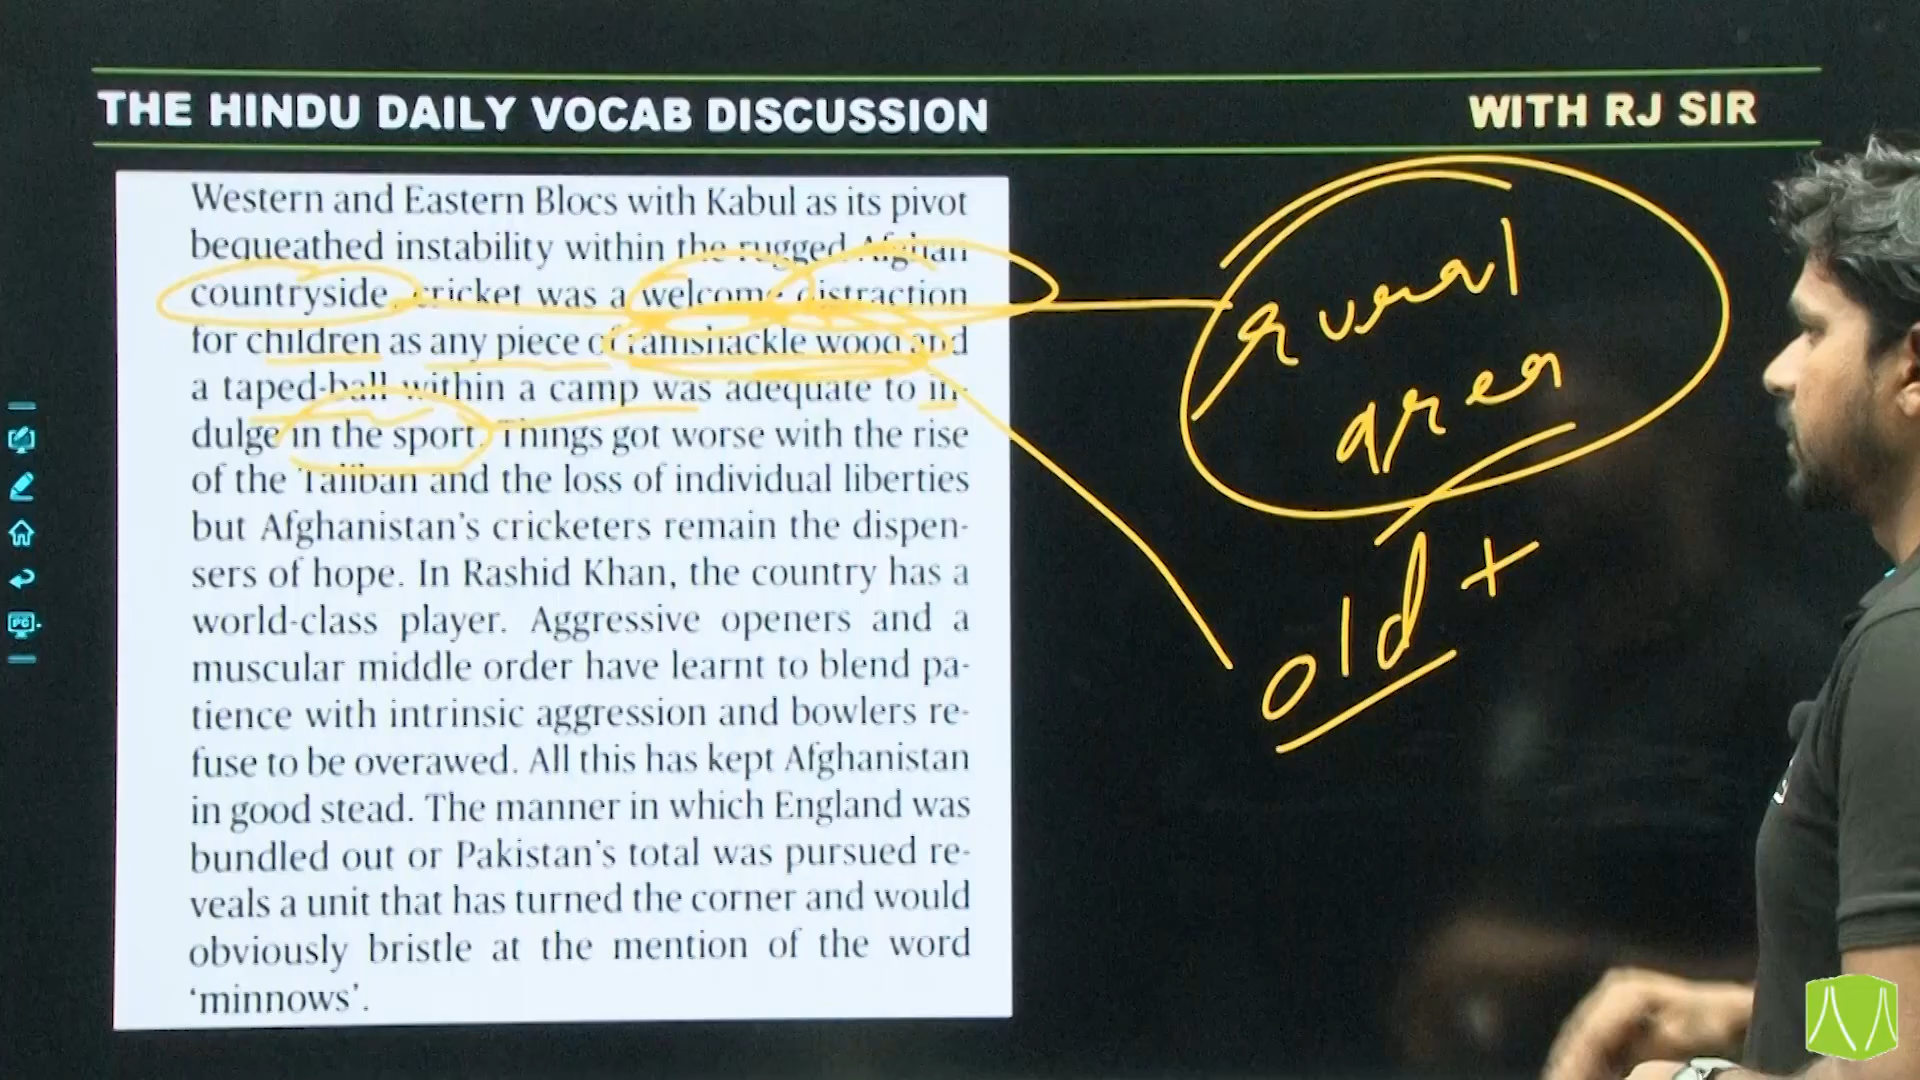 THE HINDU DAILY VOCAB DISCUSSION
WITH RJ SIR
Western and Eastern Blocs with Kabul as its pivot
bequeathed instability within the rugged Afghan
countryside, cricket was a welcome distraction
for children as any piece of ramshackle wood and
a taped-ball within a camp was adequate to in-
dulge in the sport. Things got worse with the rise
of the Taliban and the loss of individual liberties
but Afghanistan's cricketers remain the dispen-
sers of hope. In Rashid Khan, the country has a
world-class player. Aggressive openers and a
muscular middle order have learnt to blend pa-
tience with intrinsic aggression and bowlers re-
fuse to be overawed. All this has kept Afghanistan
in good stead. The manner in which England was
bundled out or Pakistan's total was pursued re-
veals a unit that has turned the corner and would
obviously bristle at the mention of the word
‘minnows’.
rural
area
old +
PC